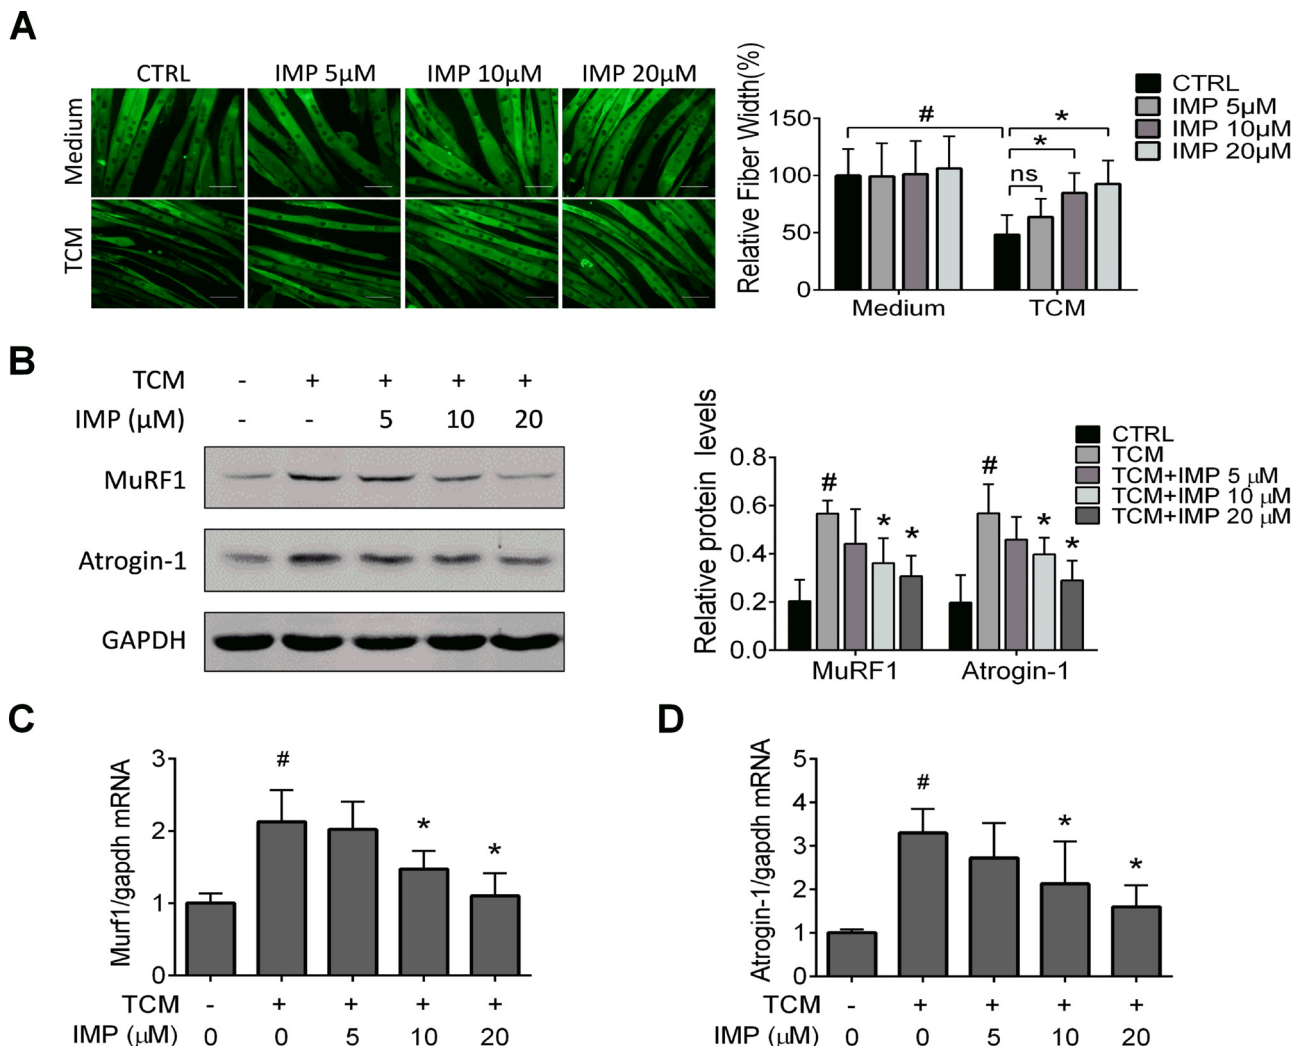 A
CTRL IMP 5μM IMP 10μM IMP 20μM
Medium
TCM
Relative Fiber Width(%)
150
100
50
0
# * * ns
Medium TCM
CTRL
IMP 5μM
IMP 10μM
IMP 20μM
B
TCM - + + + +
IMP (μM) - - 5 10 20
MuRF1
Atrogin-1
GAPDH
Relative protein levels
0.8
0.6
0.4
0.2
0.0
# * * # * *
MuRF1 Atrogin-1
CTRL
TCM
TCM+IMP 5 μM
TCM+IMP 10 μM
TCM+IMP 20 μM
C
Murf1/gapdh mRNA
3
2
1
0
# * *
TCM - + + + +
IMP (μM) 0 0 5 10 20
D
Atrogin-1/gapdh mRNA
5
4
3
2
1
0
# * *
TCM - + + + +
IMP (μM) 0 0 5 10 20